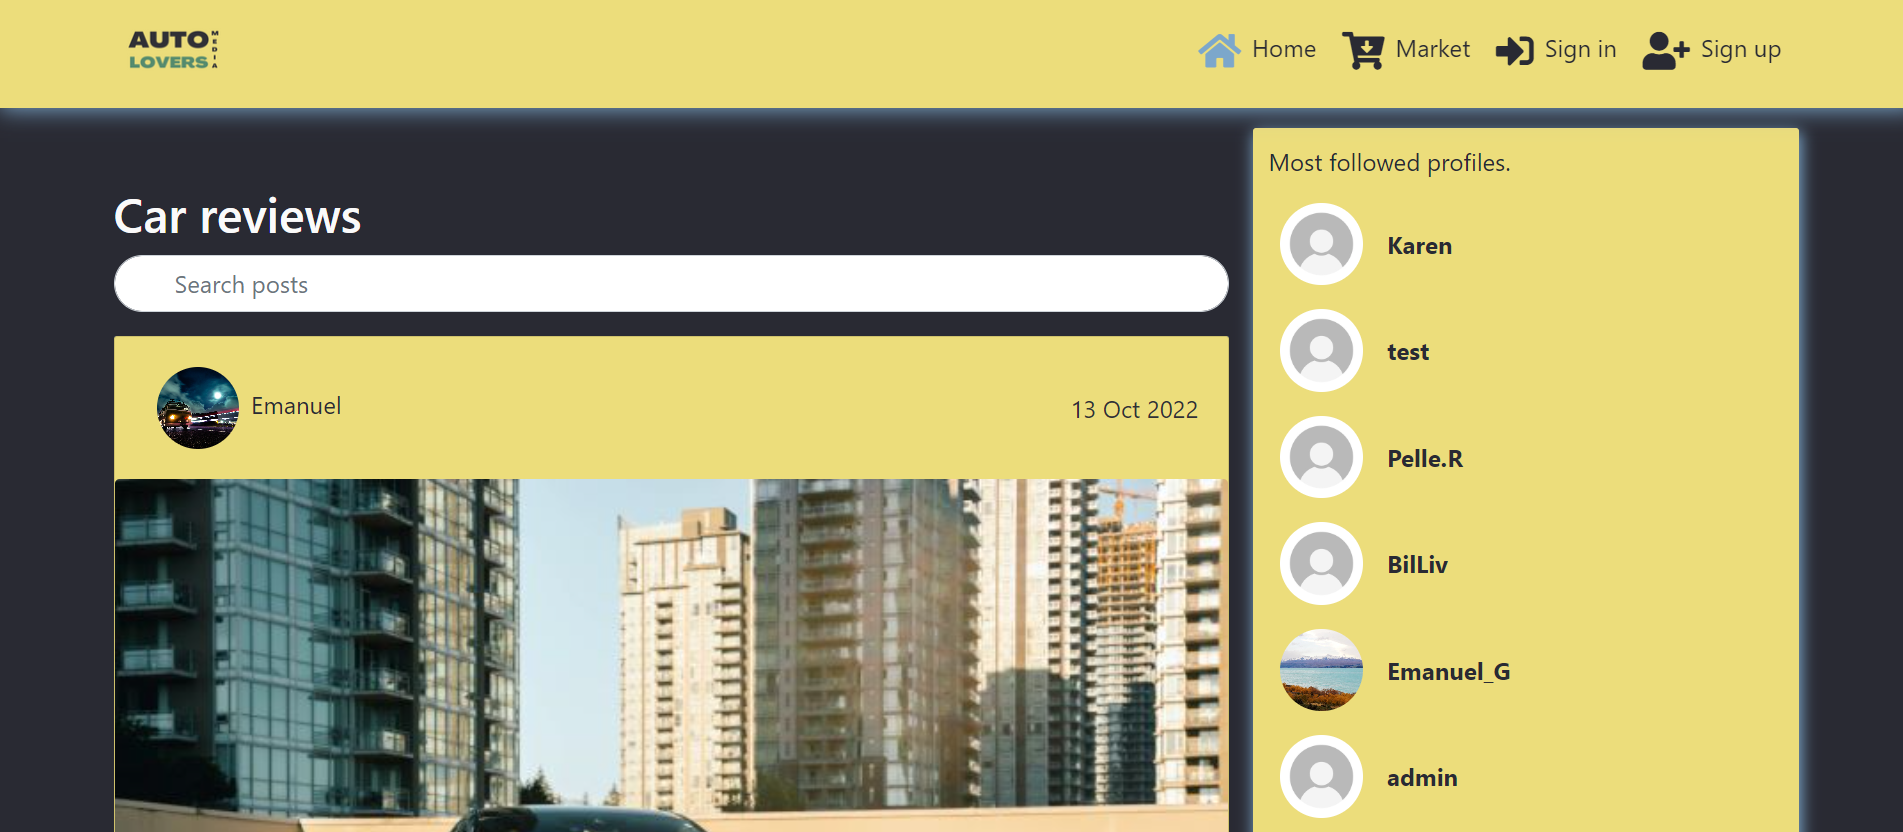 AUTO
LOVERS
MEDIA
Home
Market
Sign in
Sign up
Car reviews
Search posts
Emanuel
13 Oct 2022
Most followed profiles.
Karen
test
Pelle.R
BilLiv
Emanuel_G
admin